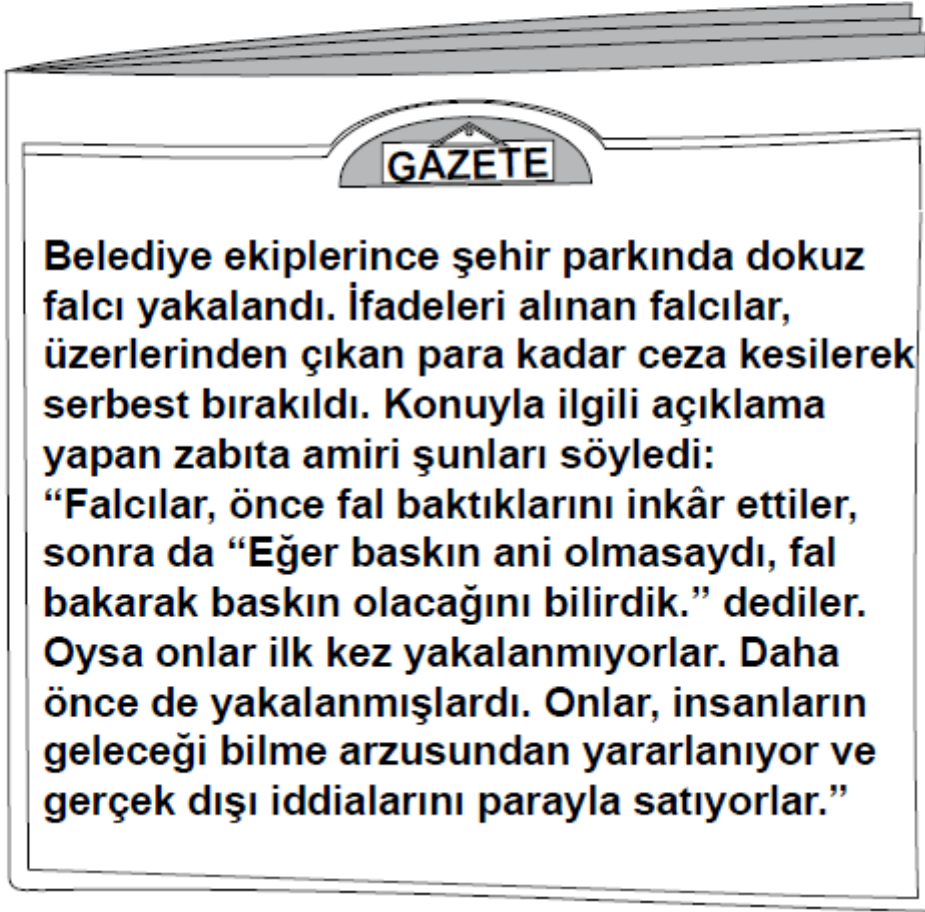 GAZETE
Belediye ekiplerince şehir parkında dokuz
falcı yakalandı. İfadeleri alınan falcılar,
üzerlerinden çıkan para kadar ceza kesilerek
serbest bırakıldı. Konuyla ilgili açıklama
yapan zabıta amiri şunları söyledi:
“Falcılar, önce fal baktıklarını inkâr ettiler,
sonra da “Eğer baskın ani olmasaydı, fal
bakarak baskın olacağını bilirdik.” dediler.
Oysa onlar ilk kez yakalanmıyorlar. Daha
önce de yakalanmışlardı. Onlar, insanların
geleceği bilme arzusundan yararlanıyor ve
gerçek dışı iddialarını parayla satıyorlar.”